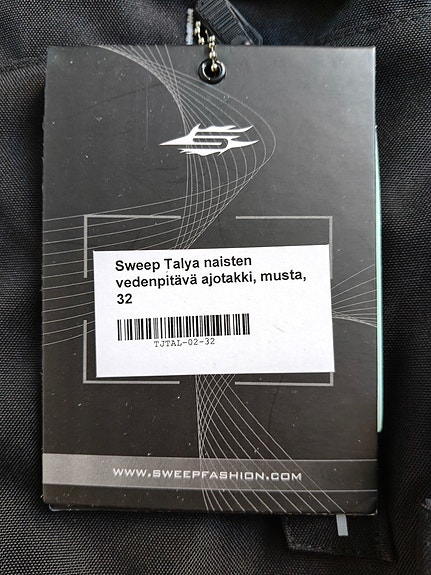 Sweep Talya naisten
vedenpitävä ajotakki, musta,
32
TJTAL-02-32
WWW.SWEEPFASHION.COM